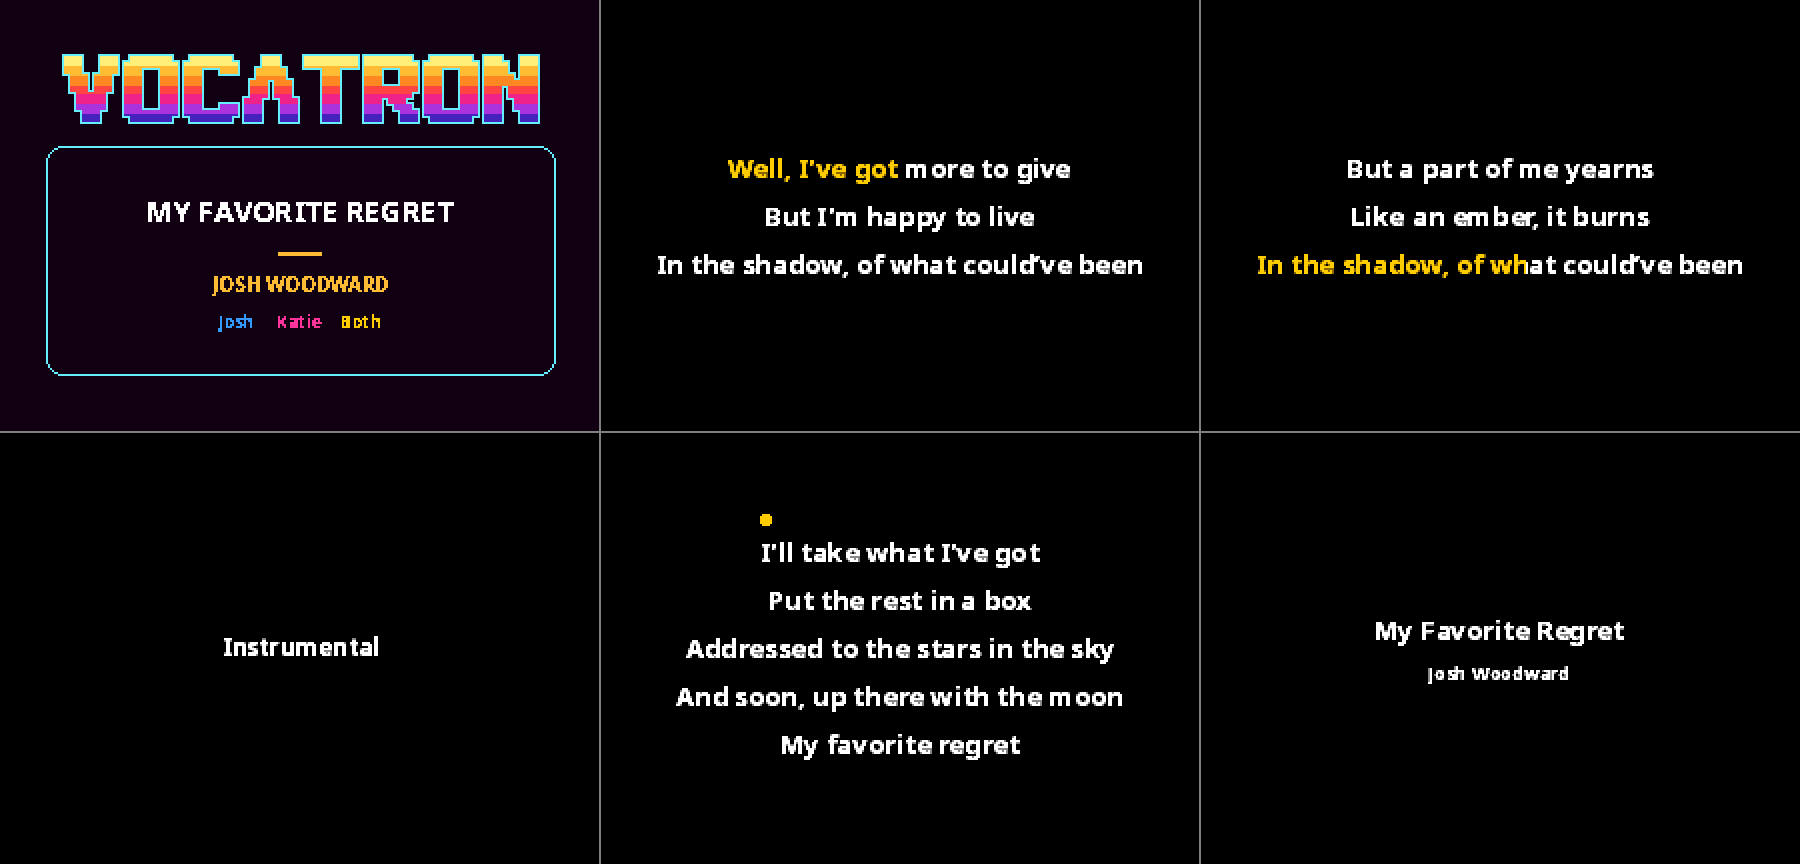 VOCATRON
MY FAVORITE REGRET
JOSH WOODWARD
Josh Katie Both
Well, I've got more to give
But I'm happy to live
In the shadow, of what could’ve been
But a part of me yearns
Like an ember, it burns
In the shadow, of what could’ve been
Instrumental
I'll take what I've got
Put the rest in a box
Addressed to the stars in the sky
And soon, up there with the moon
My favorite regret
My Favorite Regret
Josh Woodward